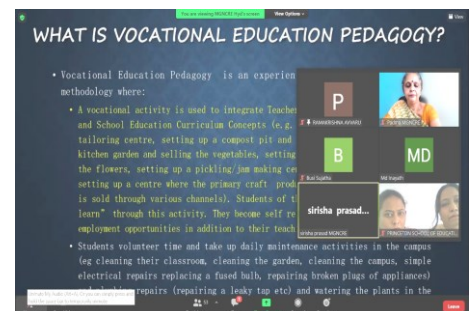 You are viewing MGNCRE Hyd's screen View Options
View
WHAT IS VOCATIONAL EDUCATION PEDAGOGY?
• Vocational Education Pedagogy is an experien
methodology where:
• A vocational activity is used to integrate Teache
and School Education Curriculum Concepts (e.g.
tailoring centre, setting up a compost pit and
kitchen garden and selling the vegetables, setting
the flowers, setting up a pickling/jam making ce
setting up a centre where the primary craft prod
is sold through various channels). Students of t
learn" through this activity. They become self re
employment opportunities in addition to their teach
• Students volunteer time and take up daily maintenance activities in the campus
(eg cleaning their classroom, cleaning the garden, cleaning the campus, simple
electrical repairs replacing a fused bulb, repairing broken plugs of appliances)
repairs (repairing a leaky tap etc) and watering the plants in the
P
RAMAKRISHNA AVVARU
B
Busi Sujatha
MD
Md Inayath
sirisha prasad...
sirisha prasad MGNCRE
PRINCETON SCHOOL OF EDUCATI...
Leave